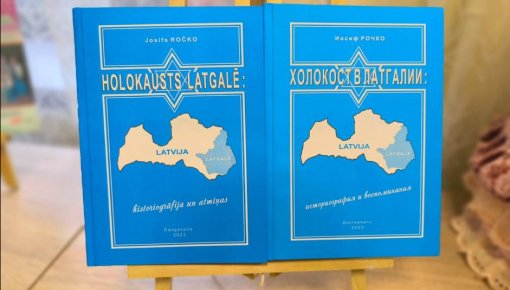 Josifs ROČKO
HOLOKAUSTS LATGALĒ:
LATVIJA
LATGALE
historiogrāfija un atmiņas
Daugavpils
2023
Иосиф РОЧКО
ХОЛОКОСТ В ЛАТГАЛИИ:
LATVIJA
LATGALE
историография и воспоминания
Даугавпилс
2023